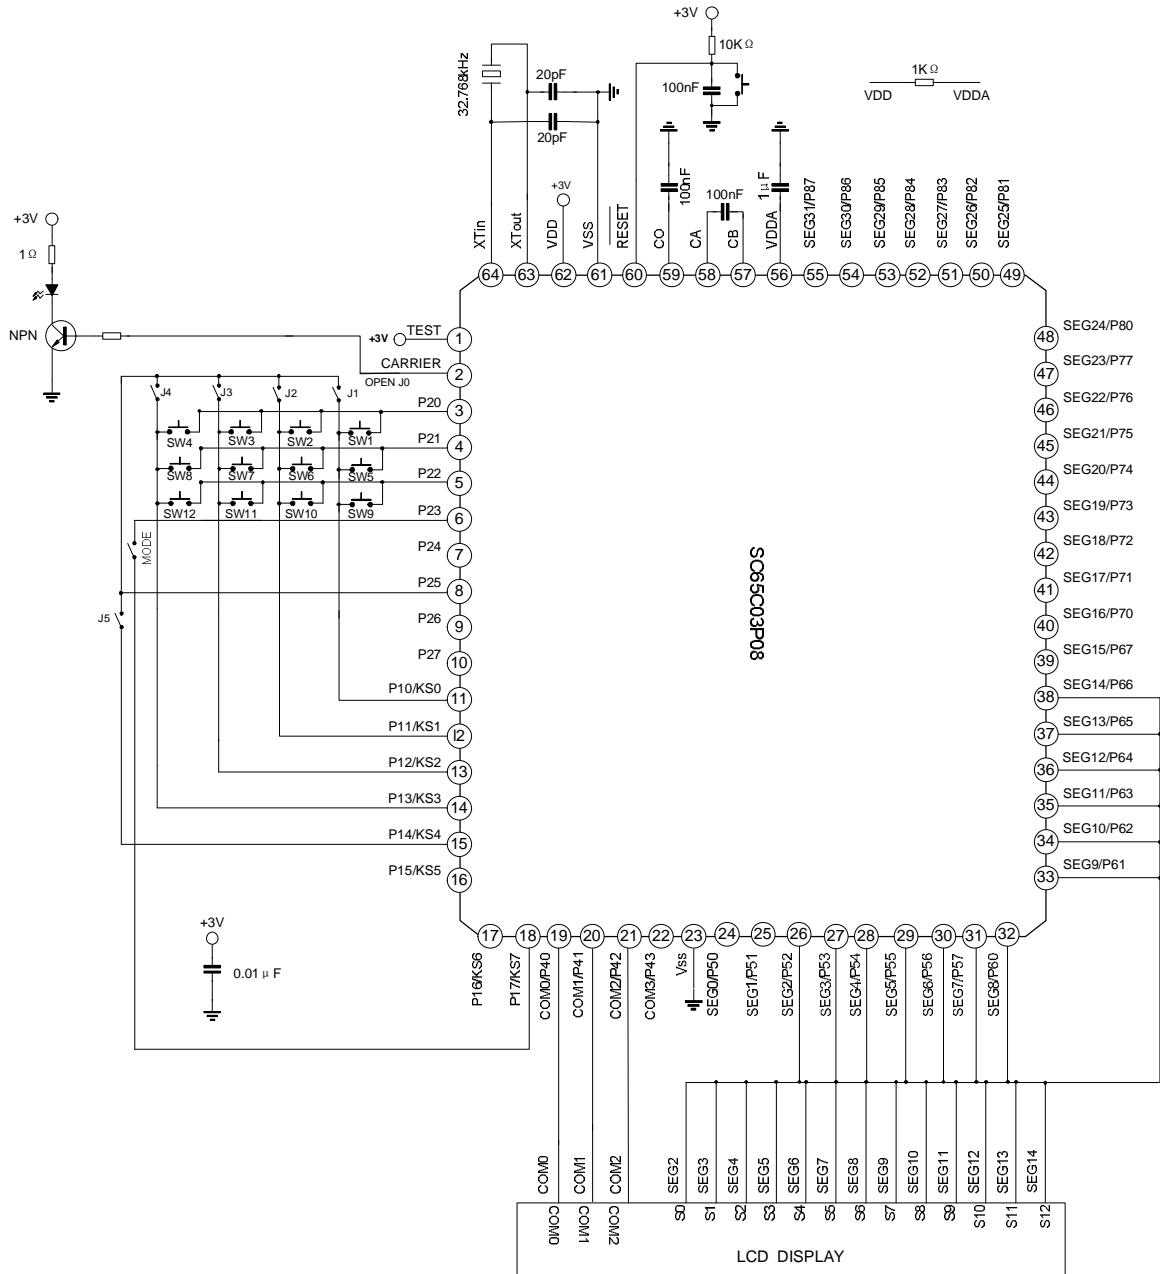 +3V
10KΩ
100nF
1KΩ
VDD
VDDA
32.768kHz
20pF
20pF
+3V
100nF
100nF
1μF
XTin
XTout
VDD
VSS
RESET
CO
CA
CB
VDDA
SEG31/P87
SEG30/P86
SEG29/P85
SEG28/P84
SEG27/P83
SEG26/P82
SEG25/P81
64
63
62
61
60
59
58
57
56
55
54
53
52
51
50
49
+3V
1Ω
NPN
+3V
TEST
1
CARRIER
2
OPEN J0
J4
J3
J2
J1
P20
3
SW4
SW3
SW2
SW1
P21
4
SW8
SW7
SW6
SW5
P22
5
SW12
SW11
SW10
SW9
P23
6
MODE
P24
7
P25
8
J5
P26
9
P27
10
P10/KS0
11
P11/KS1
12
P12/KS2
13
P13/KS3
14
P14/KS4
15
P15/KS5
16
SC65C03P08
48
SEG24/P80
47
SEG23/P77
46
SEG22/P76
45
SEG21/P75
44
SEG20/P74
43
SEG19/P73
42
SEG18/P72
41
SEG17/P71
40
SEG16/P70
39
SEG15/P67
38
SEG14/P66
37
SEG13/P65
36
SEG12/P64
35
SEG11/P63
34
SEG10/P62
33
SEG9/P61
+3V
0.01μF
17
18
19
20
21
22
23
24
25
26
27
28
29
30
31
32
P16/KS6
P17/KS7
COM0/P40
COM1/P41
COM2/P42
COM3/P43
Vss
SEG0/P50
SEG1/P51
SEG2/P52
SEG3/P53
SEG4/P54
SEG5/P55
SEG6/P56
SEG7/P57
SEG8/P60
COM0
COM1
COM2
SEG2
SEG3
SEG4
SEG5
SEG6
SEG7
SEG8
SEG9
SEG10
SEG11
SEG12
SEG13
SEG14
COM0
COM1
COM2
S0
S1
S2
S3
S4
S5
S6
S7
S8
S9
S10
S11
S12
LCD DISPLAY